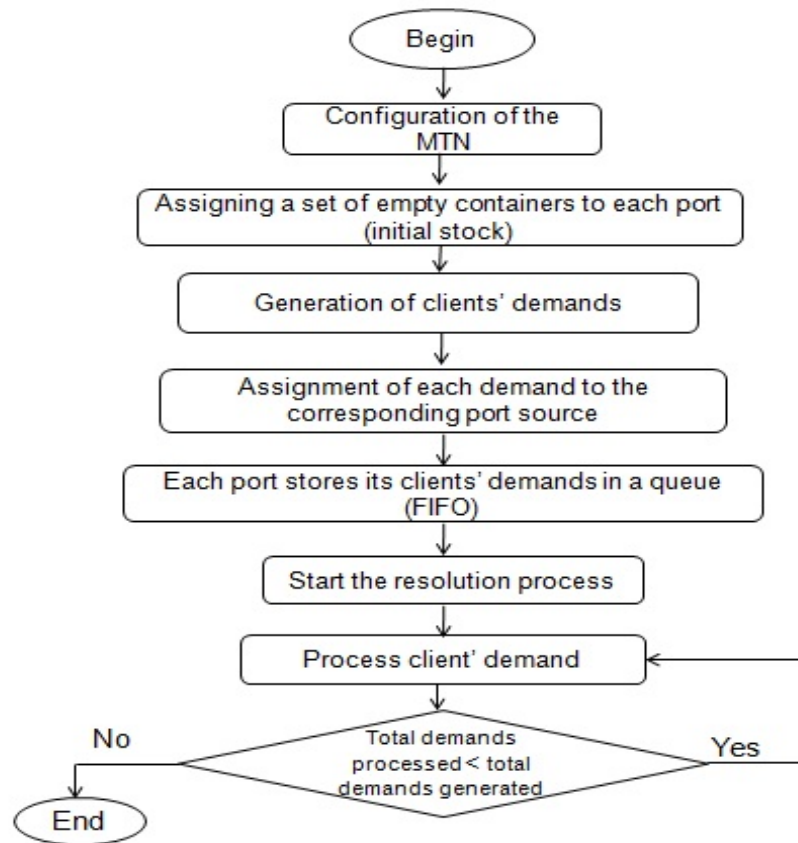 Begin
Configuration of the
MTN
Assigning a set of empty containers to each port
(initial stock)
Generation of clients’ demands
Assignment of each demand to the
corresponding port source
Each port stores its clients’ demands in a queue
(FIFO)
Start the resolution process
Process client’ demand
No
Total demands
processed < total
demands generated
Yes
End